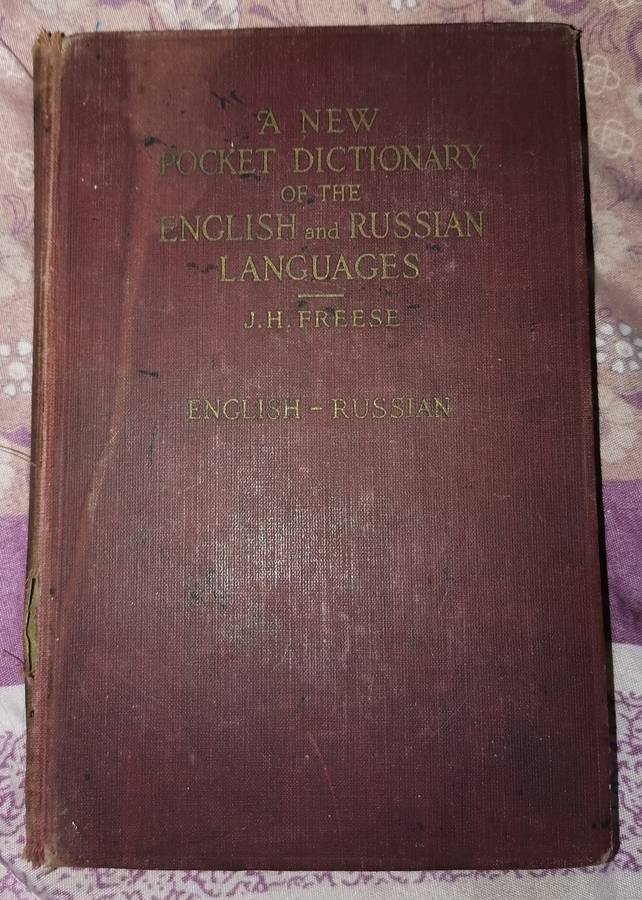 A NEW
POCKET DICTIONARY
OF THE
ENGLISH and RUSSIAN
LANGUAGES
J.H. FREESE
ENGLISH - RUSSIAN